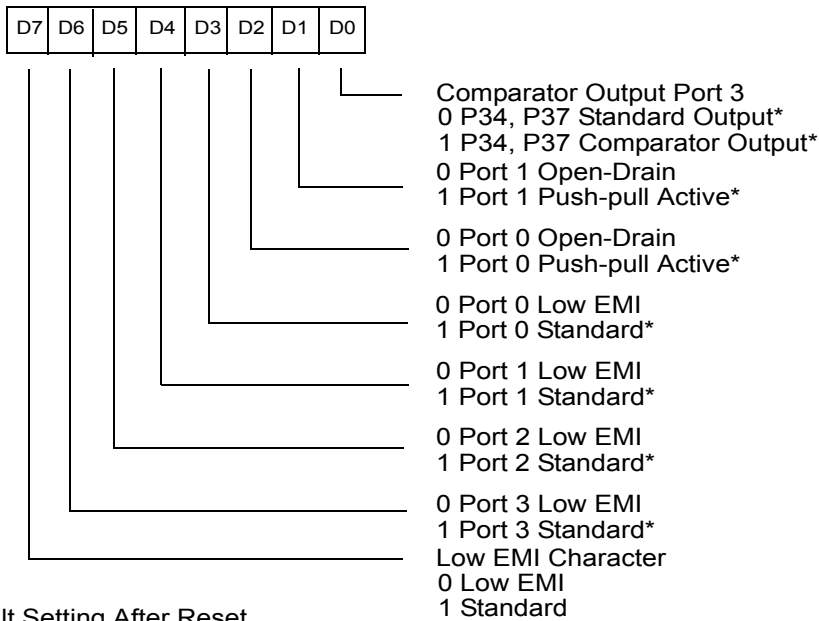 D7 D6 D5 D4 D3 D2 D1 D0
Comparator Output Port 3
0 P34, P37 Standard Output*
1 P34, P37 Comparator Output*
0 Port 1 Open-Drain
1 Port 1 Push-pull Active*
0 Port 0 Open-Drain
1 Port 0 Push-pull Active*
0 Port 0 Low EMI
1 Port 0 Standard*
0 Port 1 Low EMI
1 Port 1 Standard*
0 Port 2 Low EMI
1 Port 2 Standard*
0 Port 3 Low EMI
1 Port 3 Standard*
Low EMI Character
0 Low EMI
1 Standard
Setting After Reset